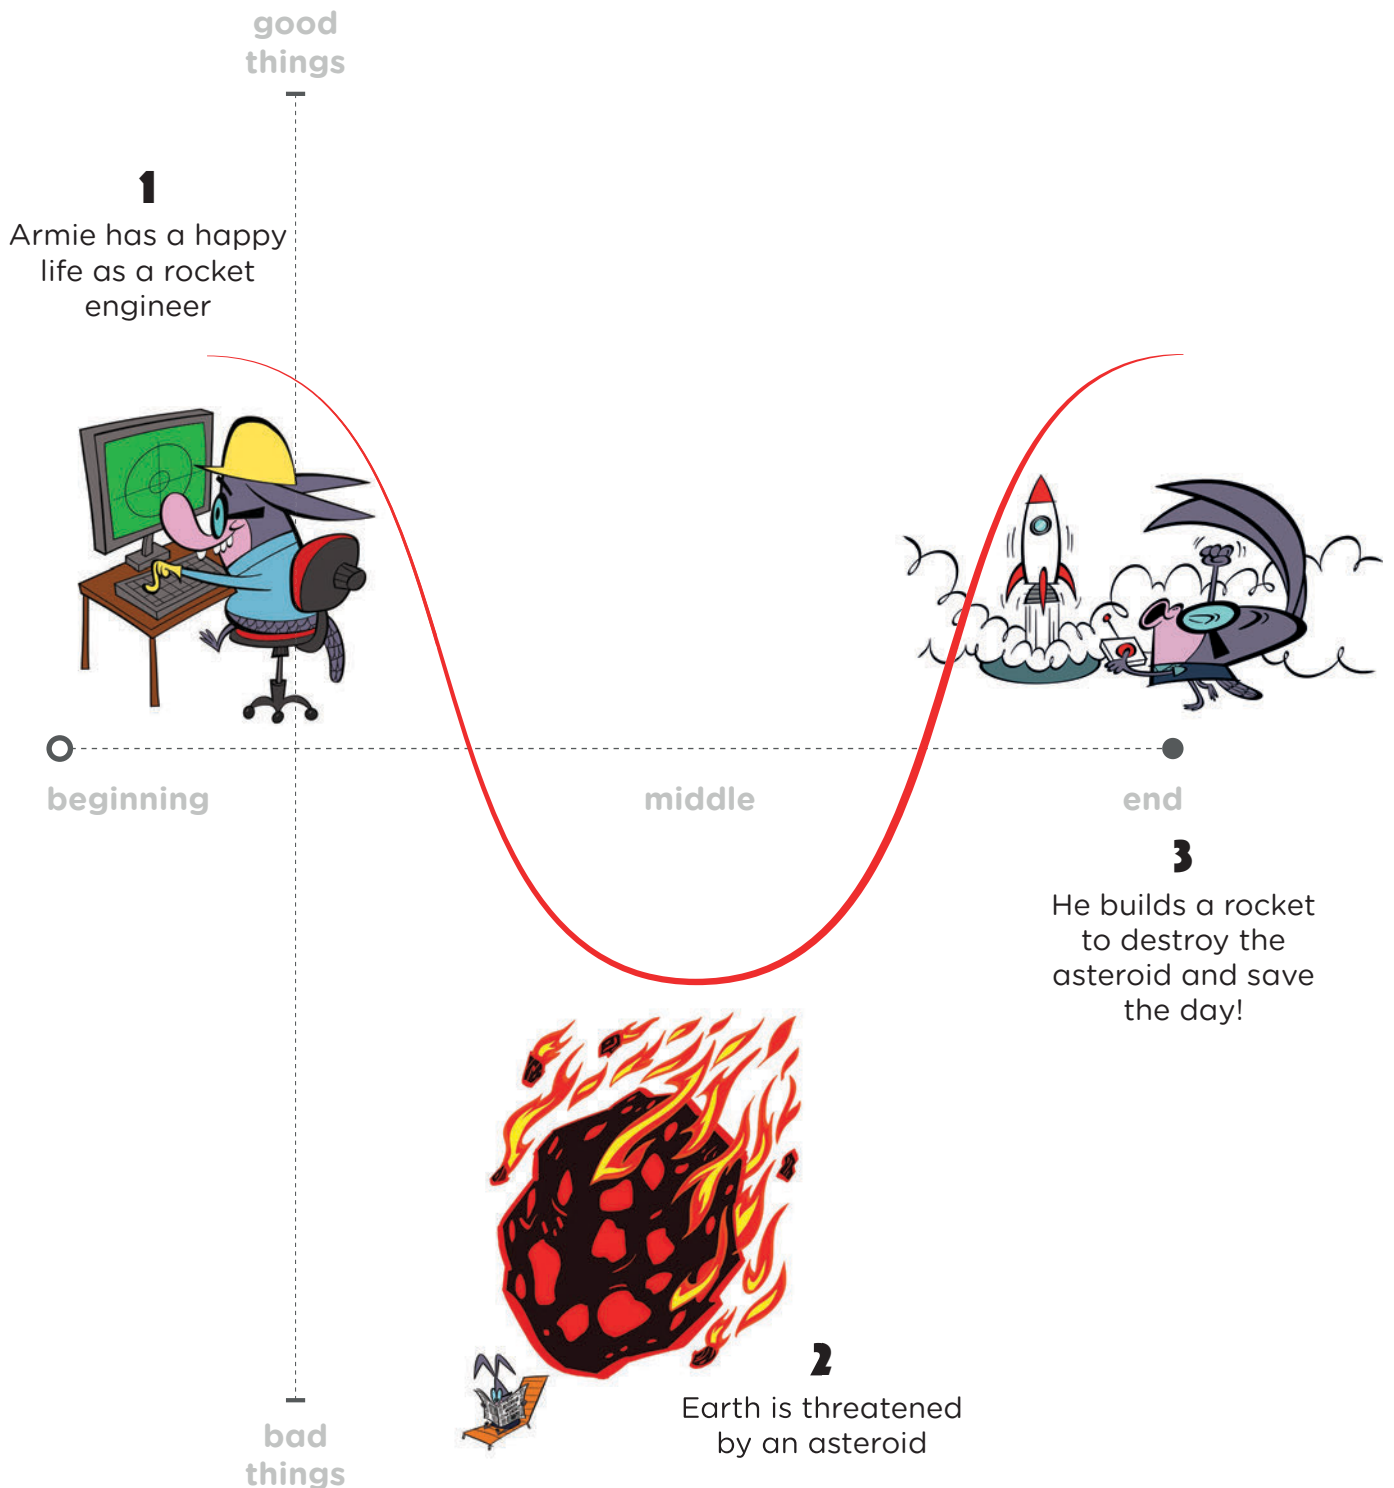 good
things
1
Armie has a happy
life as a rocket
engineer
beginning
middle
end
3
He builds a rocket
to destroy the
asteroid and save
the day!
2
Earth is threatened
by an asteroid
bad
things